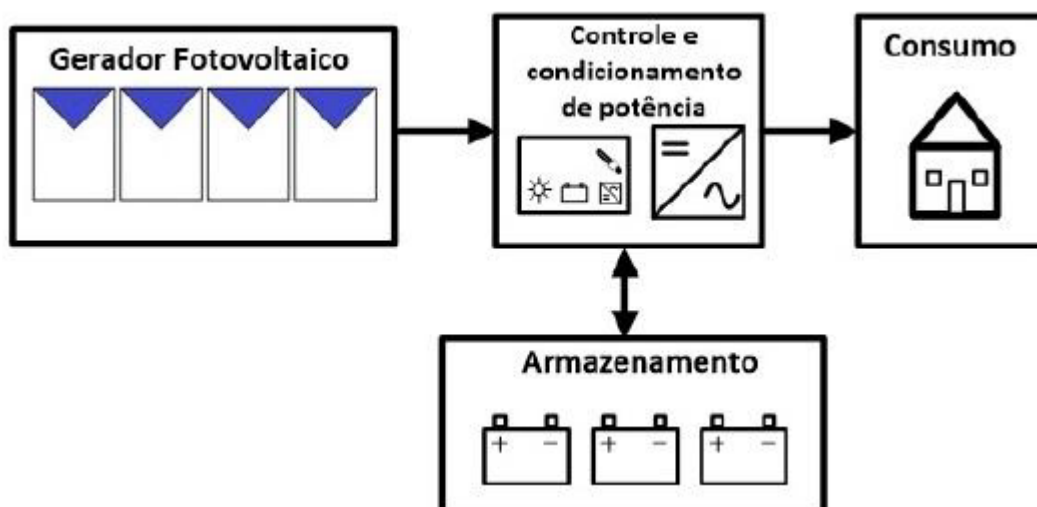 Gerador Fotovoltaico
Controle e
condicionamento
de potência
Consumo
Armazenamento
+ − + − + −